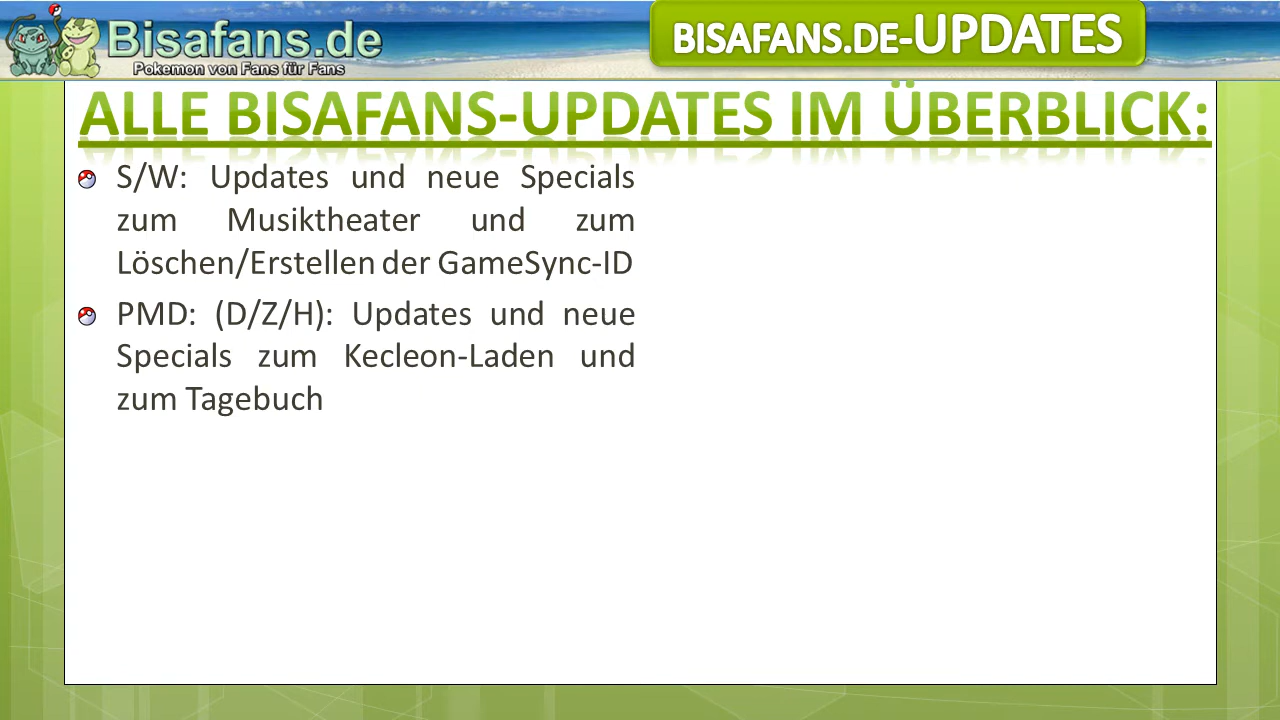 Bisafans.de
Pokemon von Fans für Fans
BISAFANS.DE-UPDATES
ALLE BISAFANS-UPDATES IM ÜBERBLICK:
S/W: Updates und neue Specials
zum Musiktheater und zum
Löschen/Erstellen der GameSync-ID
PMD: (D/Z/H): Updates und neue
Specials zum Kecleon-Laden und
zum Tagebuch